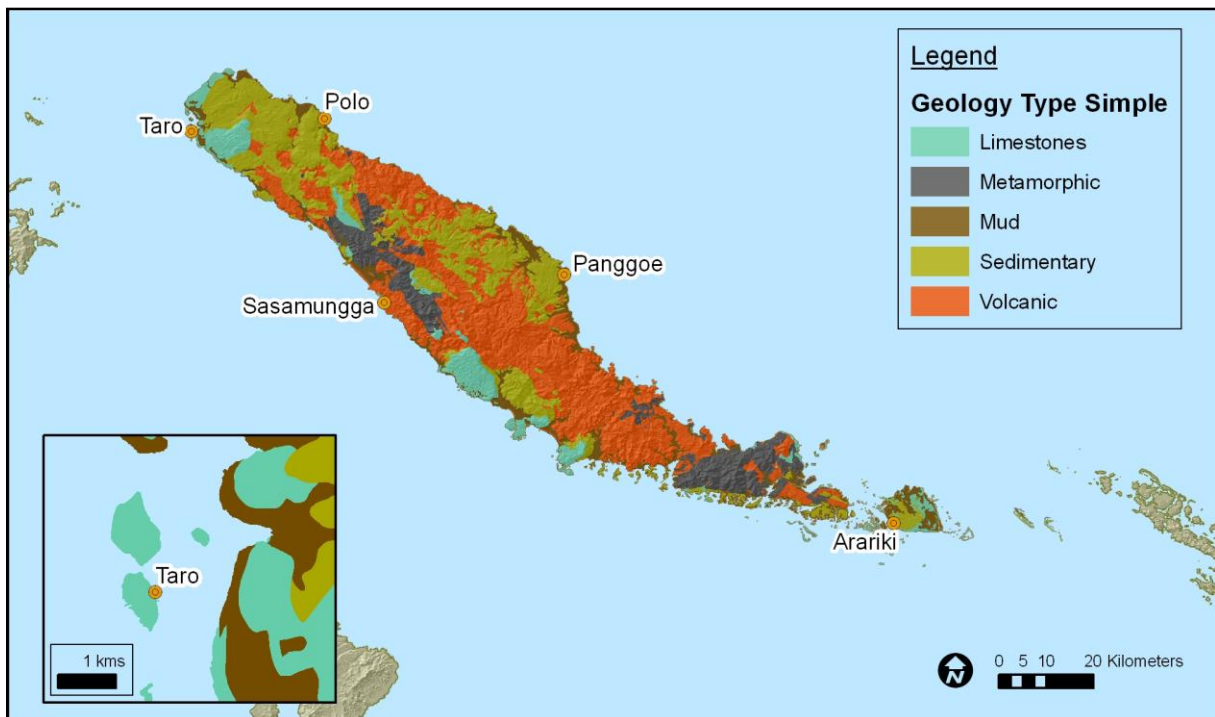 Legend
Geology Type Simple
Limestones
Metamorphic
Mud
Sedimentary
Volcanic
Polo
Taro
Panggoe
Sasamungga
Arariki
Taro
1 kms
N
0 5 10 20 Kilometers